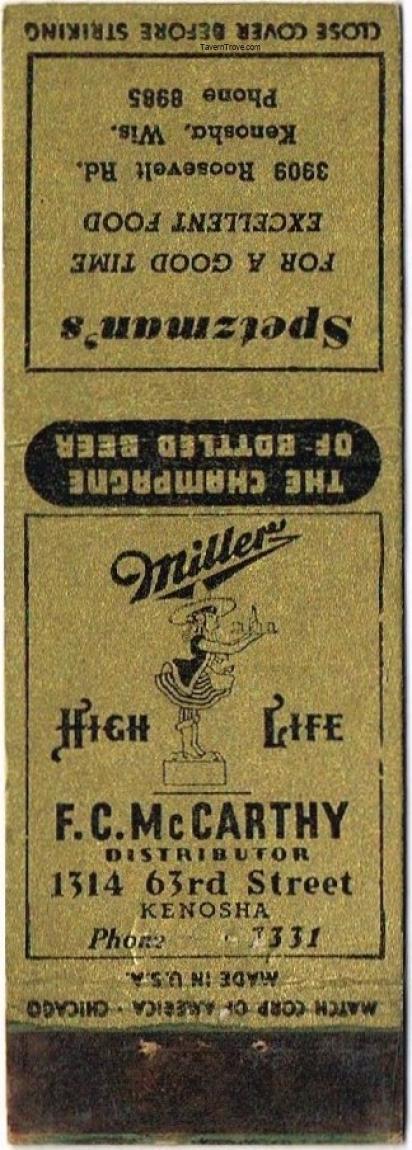 CLOSE COVER BEFORE STRIKING
TavernTrove.com
Spetzman's
FOR A GOOD TIME
EXCELLENT FOOD
3909 Roosevelt Rd.
Kenosha, Wis.
Phone 8985
THE CHAMPAGNE
OF BOTTLED BEER
Miller
HIGH LIFE
F.C. McCARTHY
DISTRIBUTOR
1314 63rd Street
KENOSHA
Phone
MADE IN U.S.A.
MATCH CORP OF AMERICA · CHICAGO